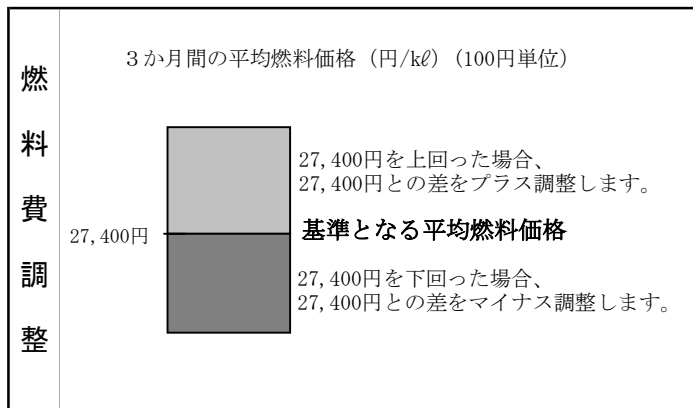 燃料費調整
３か月間の平均燃料価格（円/kℓ）（100円単位）
27,400円を上回った場合、
27,400円との差をプラス調整します。
27,400円
基準となる平均燃料価格
27,400円を下回った場合、
27,400円との差をマイナス調整します。